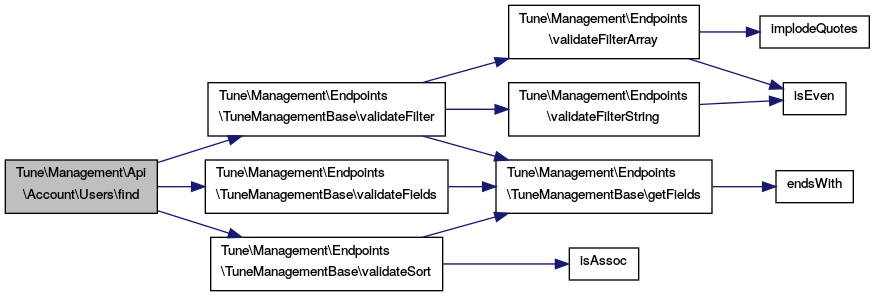 Tune\Management\Api
\Account\Users\find
Tune\Management\Endpoints
\TuneManagementBase\validateFilter
Tune\Management\Endpoints
\TuneManagementBase\validateFields
Tune\Management\Endpoints
\TuneManagementBase\validateSort
Tune\Management\Endpoints
\validateFilterArray
Tune\Management\Endpoints
\validateFilterString
Tune\Management\Endpoints
\TuneManagementBase\getFields
isAssoc
implodeQuotes
isEven
endsWith